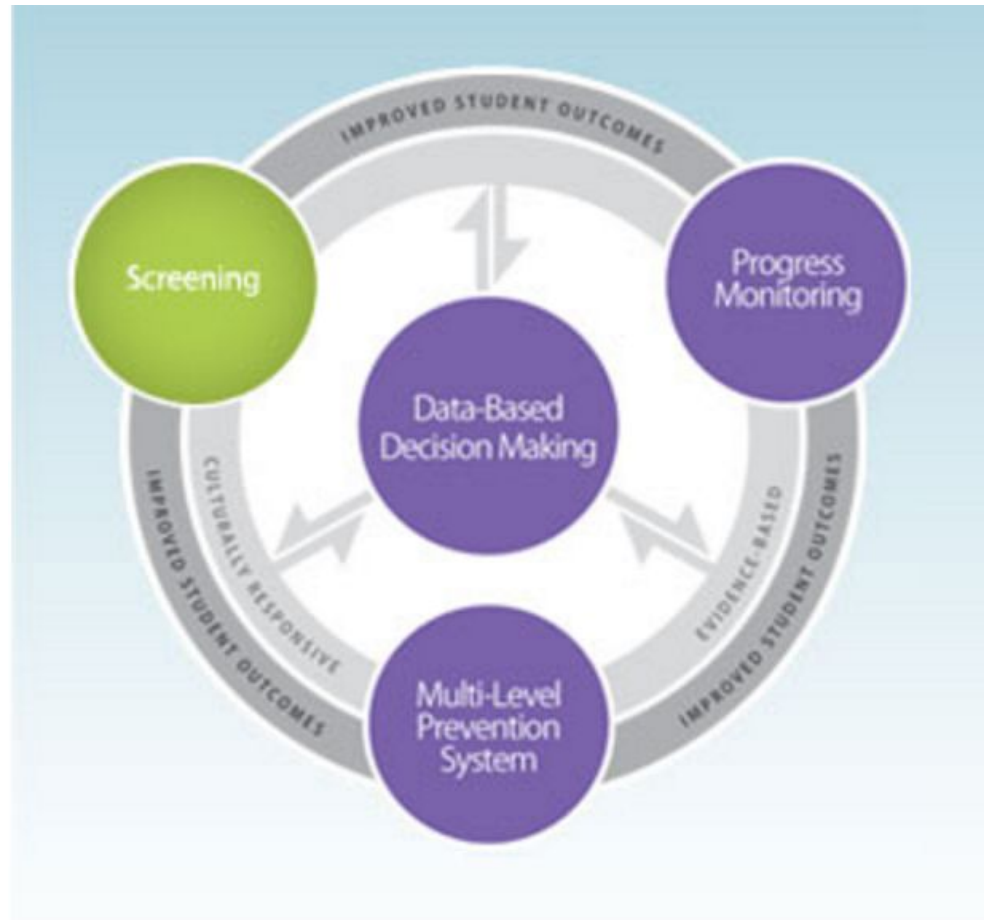 IMPROVED STUDENT OUTCOMES
Screening
Progress
Monitoring
Data-Based
Decision Making
IMPROVED STUDENT OUTCOMES
CULTURALLY RESPONSIVE
EVIDENCE-BASED
IMPROVED STUDENT OUTCOMES
Multi-Level
Prevention
System